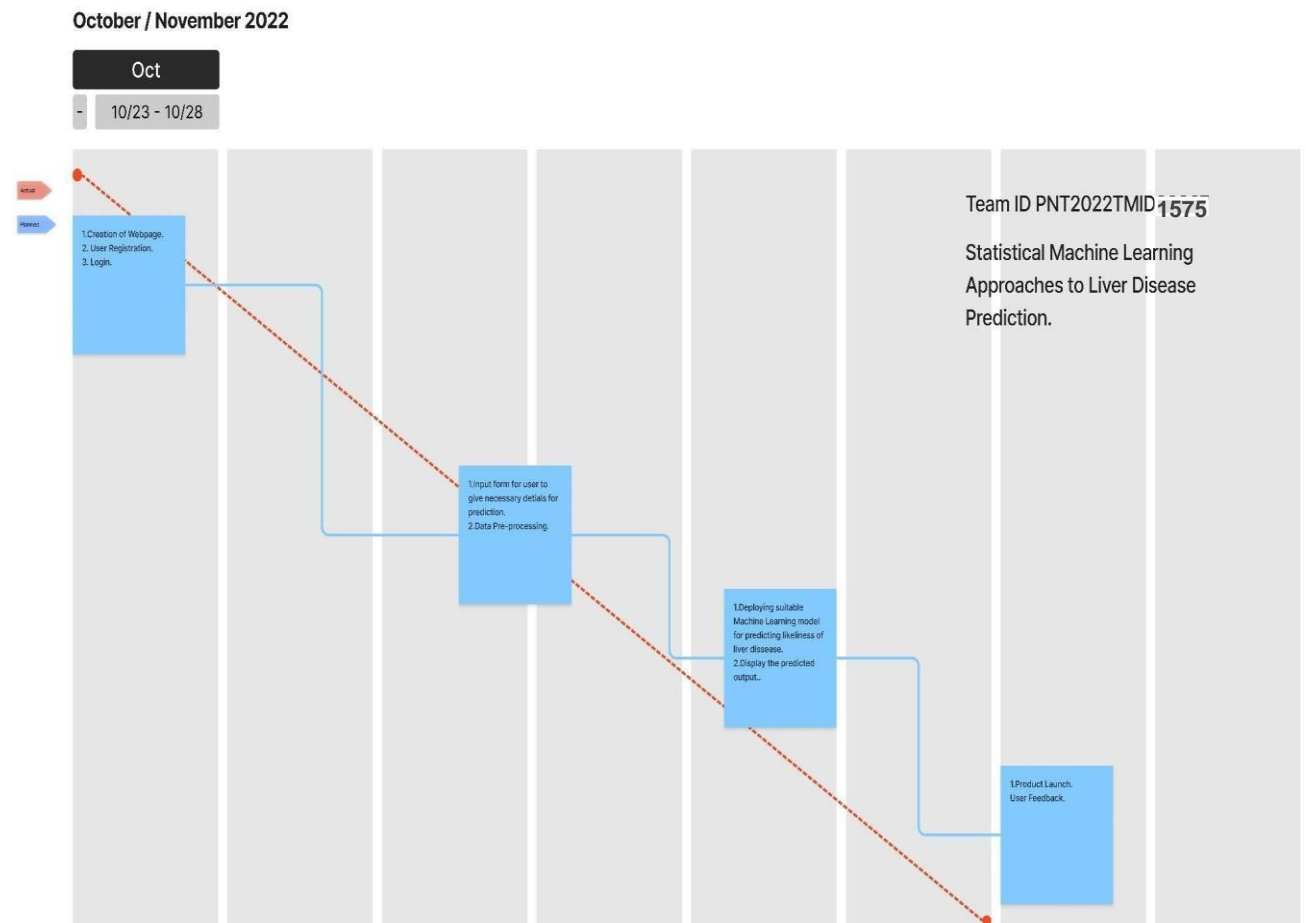 October / November 2022
Oct
- 10/23 - 10/28
Actual
Planned
Team ID PNT2022TMID1575
Statistical Machine Learning
Approaches to Liver Disease
Prediction.
1.Creation of Webpage.
2. User Registration.
3. Login.
1.Input form for user to
give necessary detials for
prediction.
2.Data Pre-processing.
1.Deploying suitable
Machine Learning model
for predicting likeliness of
liver dissease.
2.Display the predicted
output..
1.Product Launch.
User Feedback.